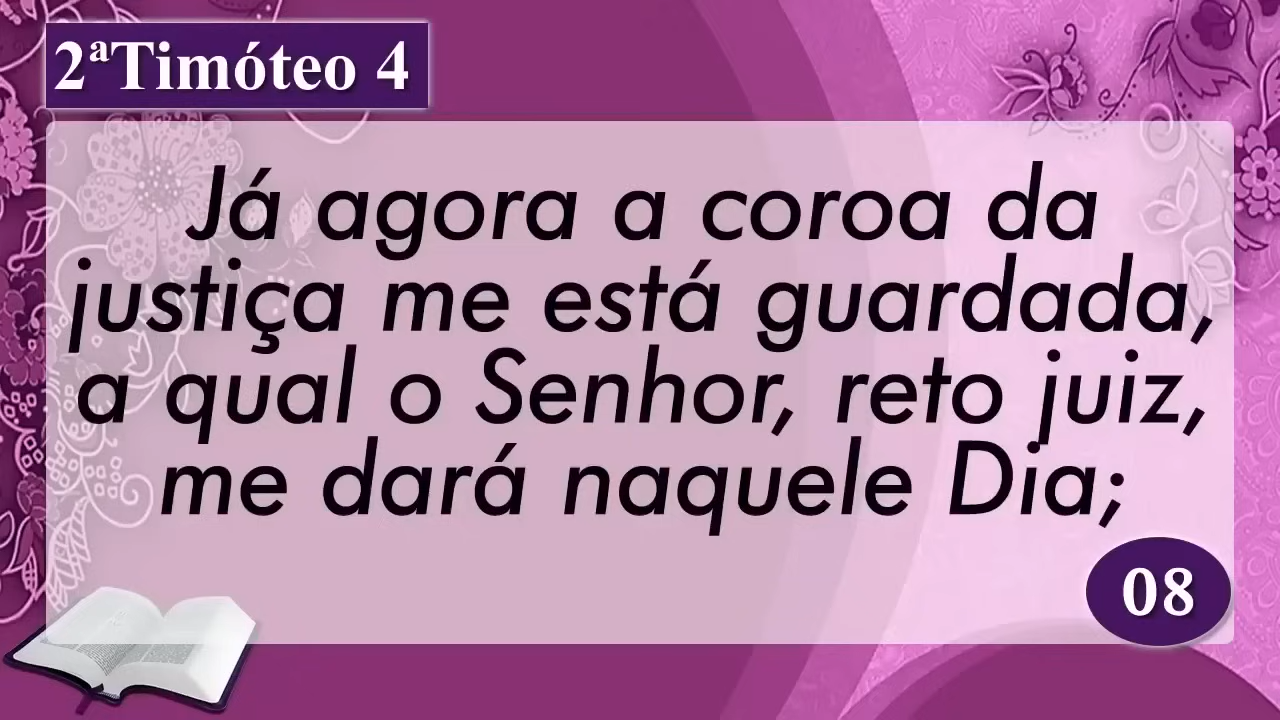 2ªTimóteo 4
Já agora a coroa da
justiça me está guardada,
a qual o Senhor, reto juiz,
me dará naquele Dia;
08